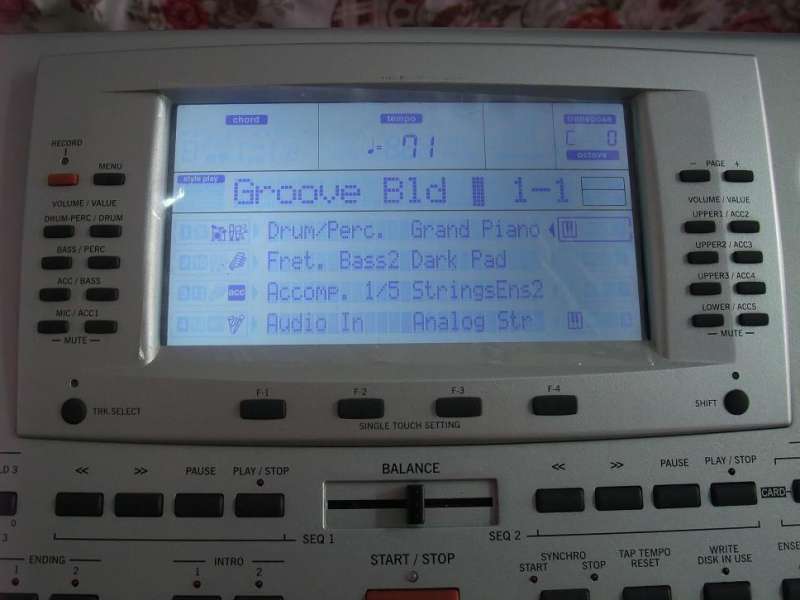 chord
tempo
transpose
♩= 71
C 0
octave
style play
Groove Bld 1-1
Drum/Perc. Grand Piano
Fret. Bass2 Dark Pad
acc Accomp. 1/5 StringsEns2
Audio In Analog Str
RECORD
MENU
VOLUME / VALUE
DRUM-PERC / DRUM
BASS / PERC
ACC / BASS
MIC / ACC1
MUTE
− PAGE +
VOLUME / VALUE
UPPER1 / ACC2
UPPER2 / ACC3
UPPER3 / ACC4
LOWER / ACC5
MUTE
TRK.SELECT
F-1
F-2
F-3
F-4
SINGLE TOUCH SETTING
SHIFT
<< >> PAUSE PLAY / STOP
BALANCE
<< >> PAUSE PLAY / STOP
CARD
3
0
3
SEQ 1
SEQ 2
ENDING
1 2
INTRO
1 2
START / STOP
SYNCHRO
START STOP
TAP TEMPO
RESET
WRITE
DISK IN USE